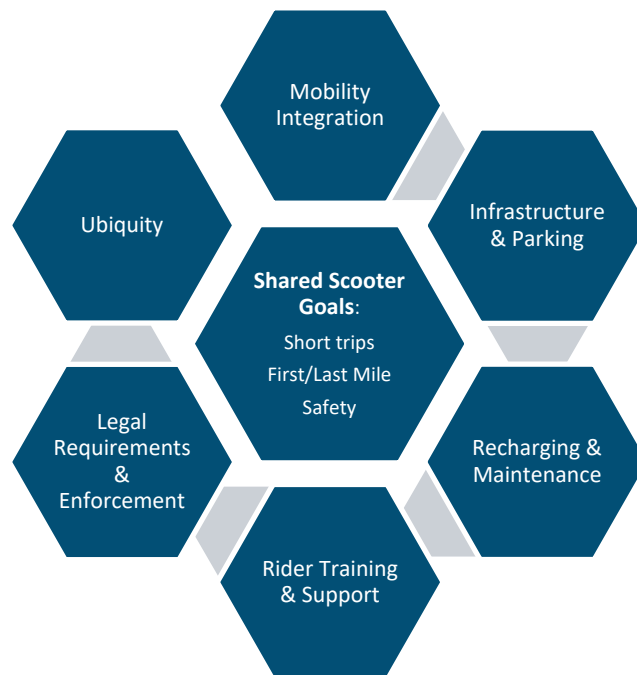 Mobility
Integration
Infrastructure
& Parking
Ubiquity
Shared Scooter
Goals:
Short trips
First/Last Mile
Safety
Legal
Requirements
&
Enforcement
Recharging &
Maintenance
Rider Training
& Support